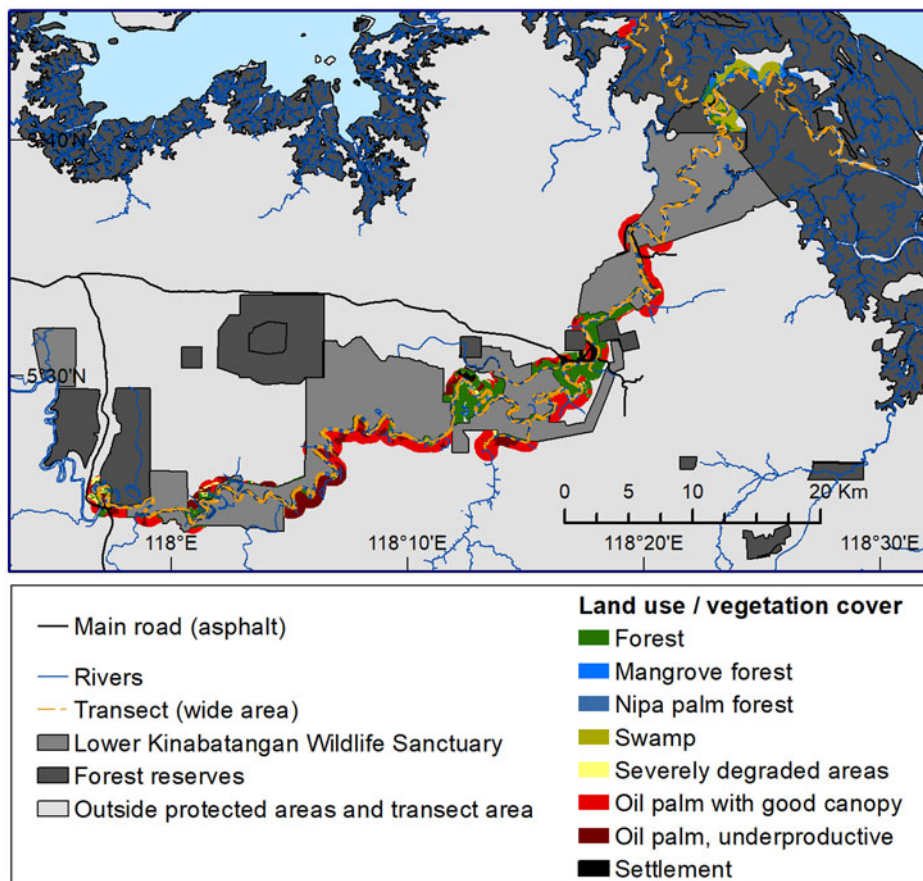 5°40'N
5°30'N
0 5 10 20 Km
118°E 118°10'E 118°20'E 118°30'E
Main road (asphalt)
Rivers
Transect (wide area)
Lower Kinabatangan Wildlife Sanctuary
Forest reserves
Outside protected areas and transect area
Land use / vegetation cover
Forest
Mangrove forest
Nipa palm forest
Swamp
Severely degraded areas
Oil palm with good canopy
Oil palm, underproductive
Settlement